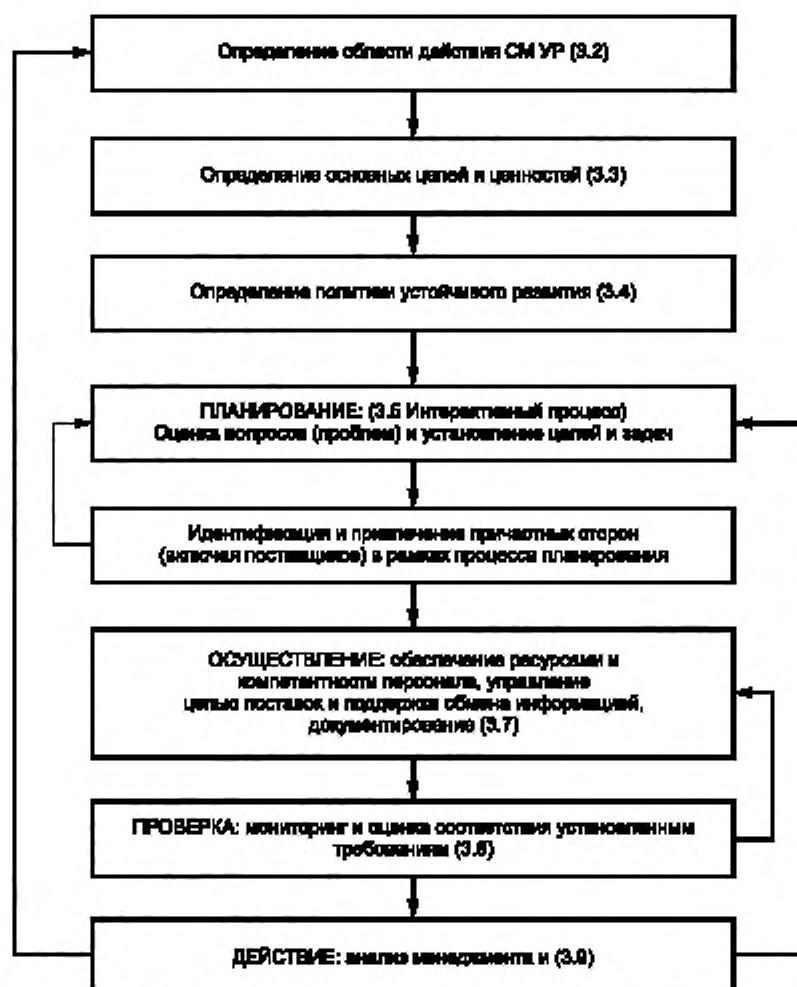 Определение области действия СМ УР (3.2)
Определение основных целей и ценностей (3.3)
Определение политики устойчивого развития (3.4)
ПЛАНИРОВАНИЕ: (3.5 Интерактивный процесс)
Оценка вопросов (проблем) и установление целей и задач
Идентификация и привлечение причастных сторон
(включая поставщиков) в рамках процесса планирования
ОСУЩЕСТВЛЕНИЕ: обеспечение ресурсами и
компетентности персонала, управление
цепью поставок и поддержка обмена информацией,
документирование (3.7)
ПРОВЕРКА: мониторинг и оценка соответствия установленным
требованиям (3.8)
ДЕЙСТВИЕ: анализ менеджмента и (3.9)